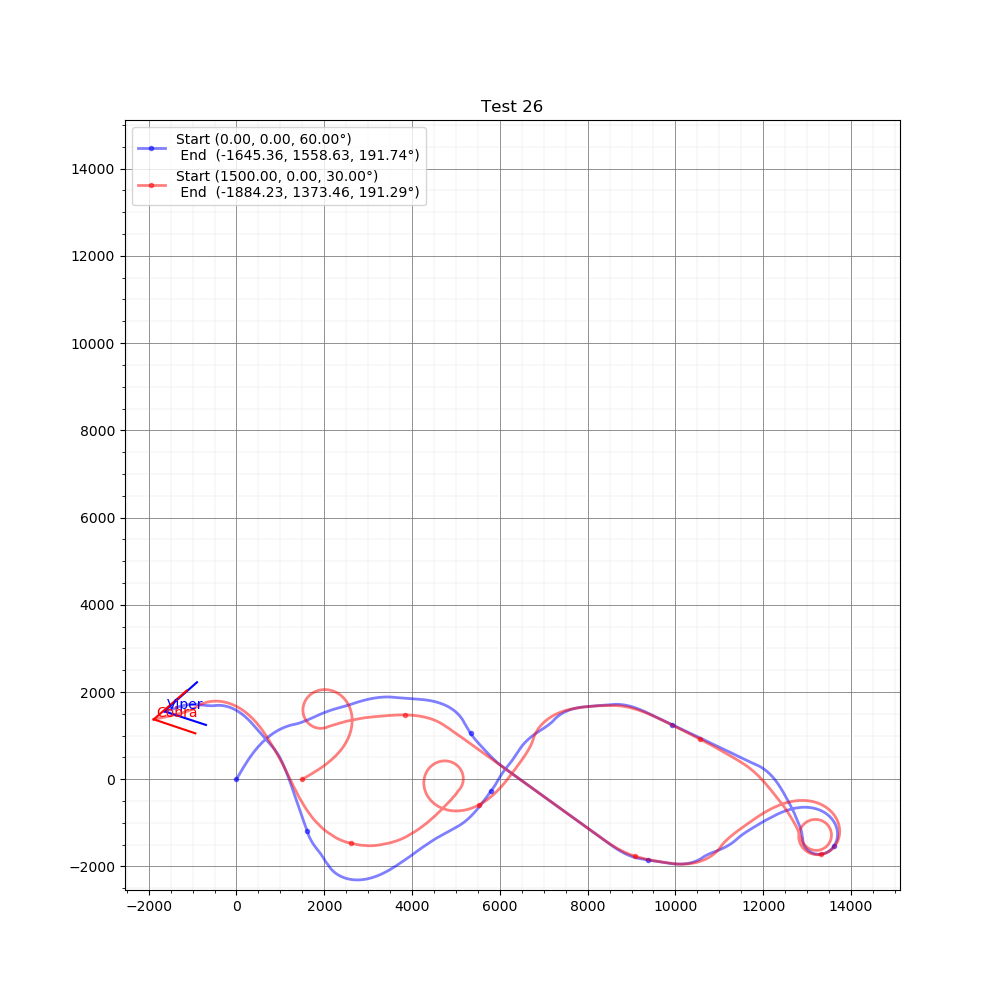 Test 26
Start (0.00, 0.00, 60.00°)
End (-1645.36, 1558.63, 191.74°)
Start (1500.00, 0.00, 30.00°)
End (-1884.23, 1373.46, 191.29°)
14000
12000
10000
8000
6000
4000
2000
0
−2000
Viper
Cobra
−2000 0 2000 4000 6000 8000 10000 12000 14000